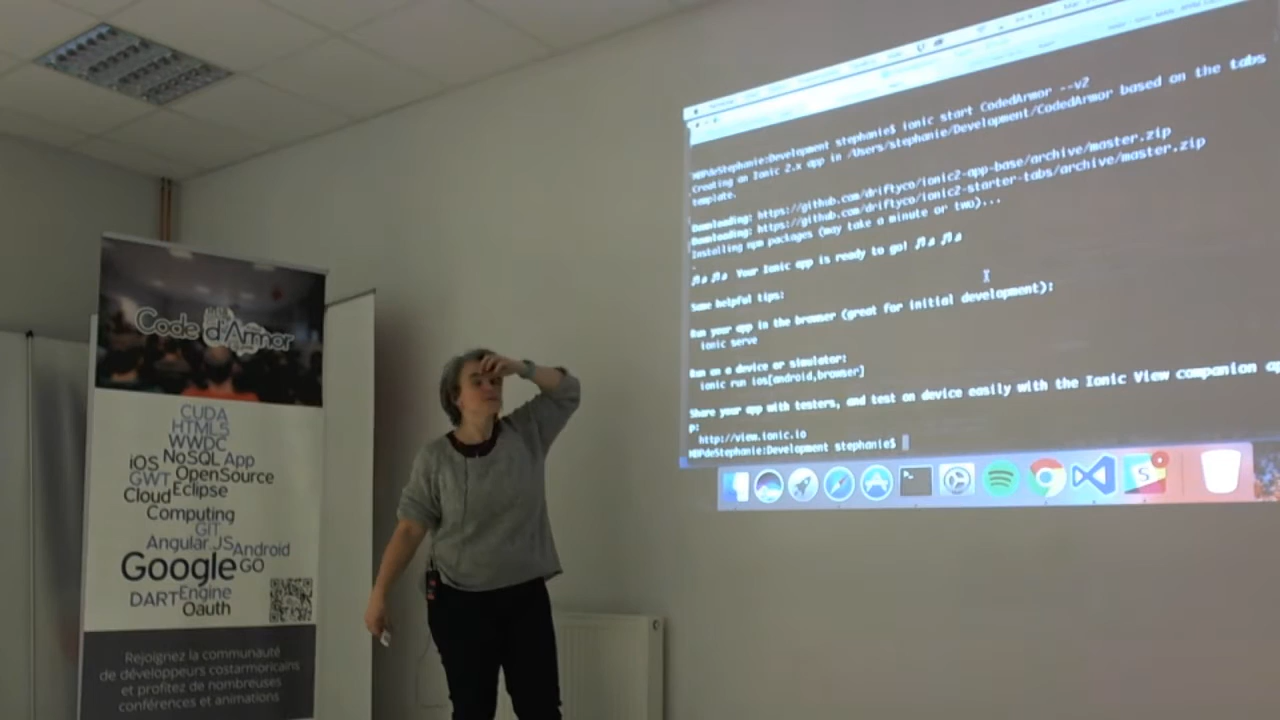 Code d'Armor
CUDA
HTML5
WWDC
iOS NoSQL App
GWT OpenSource
Cloud Eclipse
Computing
GIT
Angular.JS Android
Google GO
DART Engine
Oauth
Rejoignez la communauté
de développeurs costarmoricains
et profitez de nombreuses
conférences et animations
MBPdeStephanie:Development stephanie$ ionic start CodedArmor --v2
Creating an Ionic 2.x app in /Users/stephanie/Development/CodedArmor based on the tabs
template.
Downloading: https://github.com/driftyco/ionic2-app-base/archive/master.zip
Downloading: https://github.com/driftyco/ionic2-starter-tabs/archive/master.zip
Installing npm packages (may take a minute or two)...
♬♫ ♬♫ Your Ionic app is ready to go! ♬♫ ♬♫
Some helpful tips:
Run your app in the browser (great for initial development):
ionic serve
Run on a device or simulator:
ionic run ios[android,browser]
Share your app with testers, and test on device easily with the Ionic View companion ap
p:
http://view.ionic.io
MBPdeStephanie:Development stephanie$